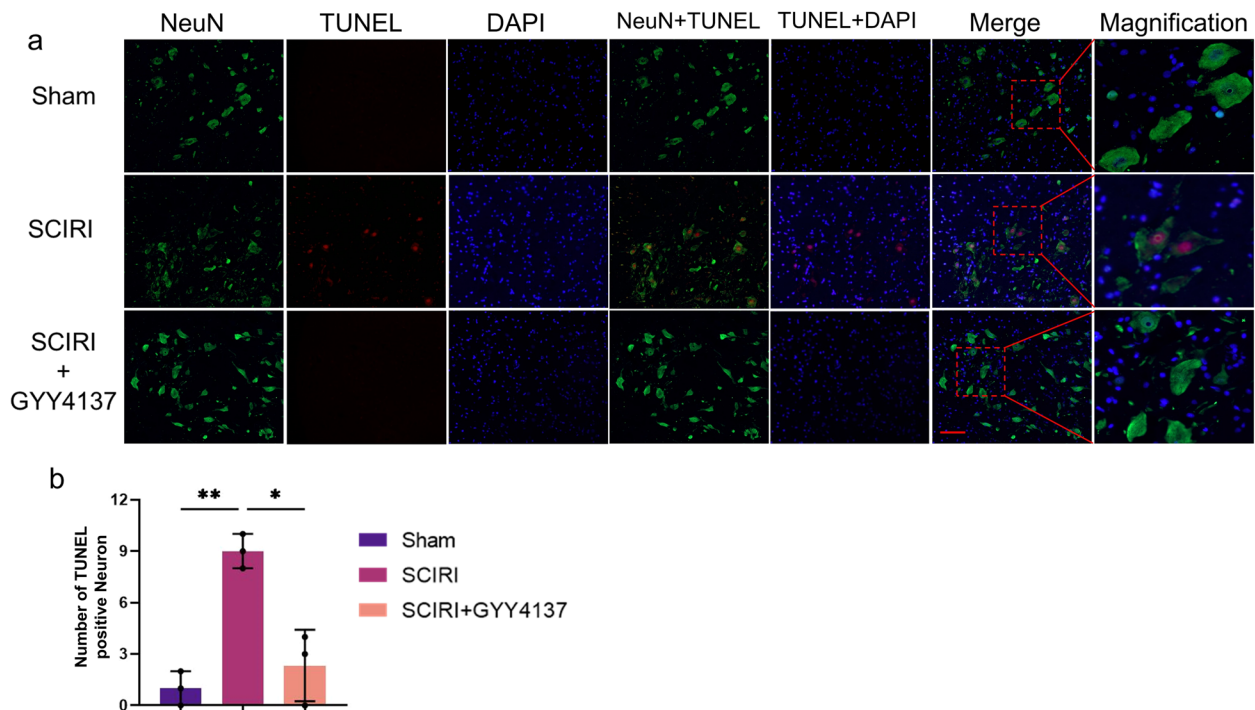 NeuN TUNEL DAPI NeuN+TUNEL TUNEL+DAPI Merge Magnification
a
Sham
SCIRI
SCIRI
+
GYY4137
b
12
9
6
3
0
Number of TUNEL
positive Neuron
** *
Sham
SCIRI
SCIRI+GYY4137